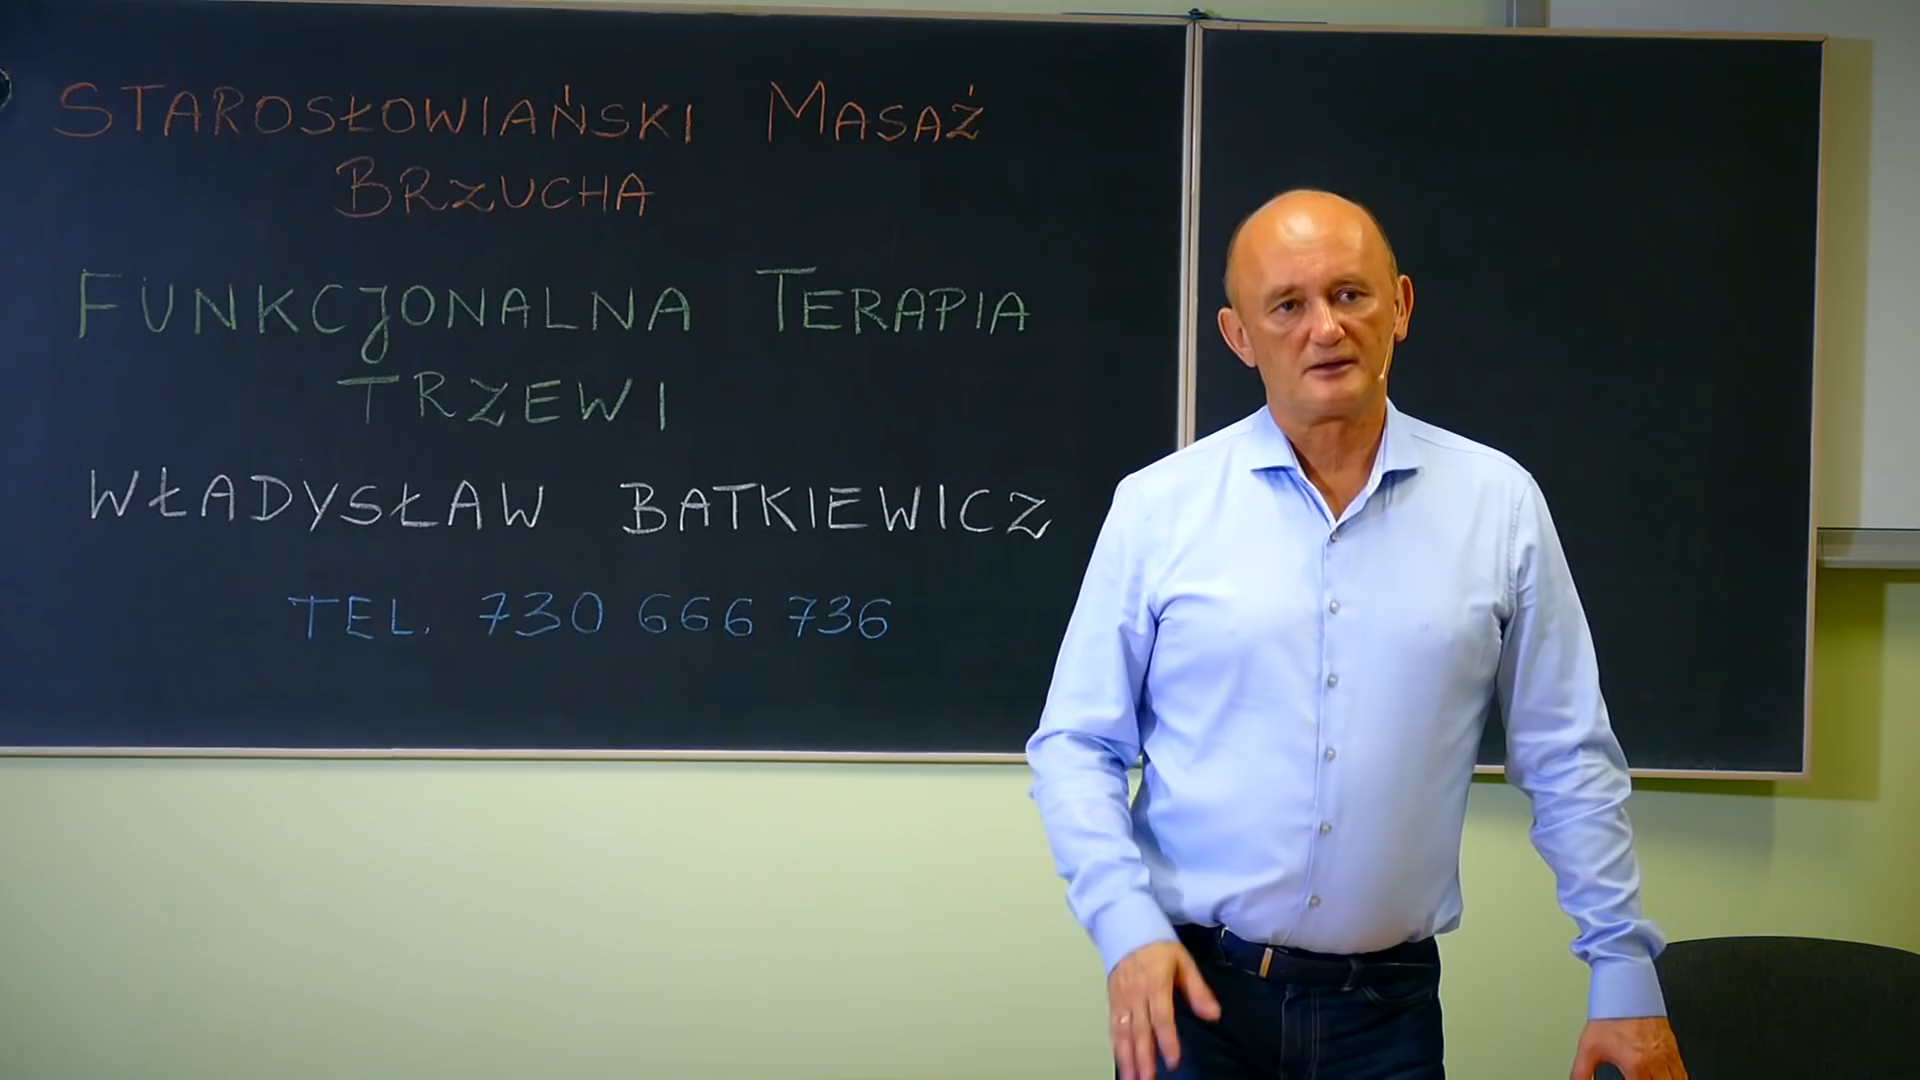 STAROSŁOWIAŃSKI MASAŻ
BRZUCHA
FUNKCJONALNA TERAPIA
TRZEWI
WŁADYSŁAW BATKIEWICZ
TEL. 730 666 736